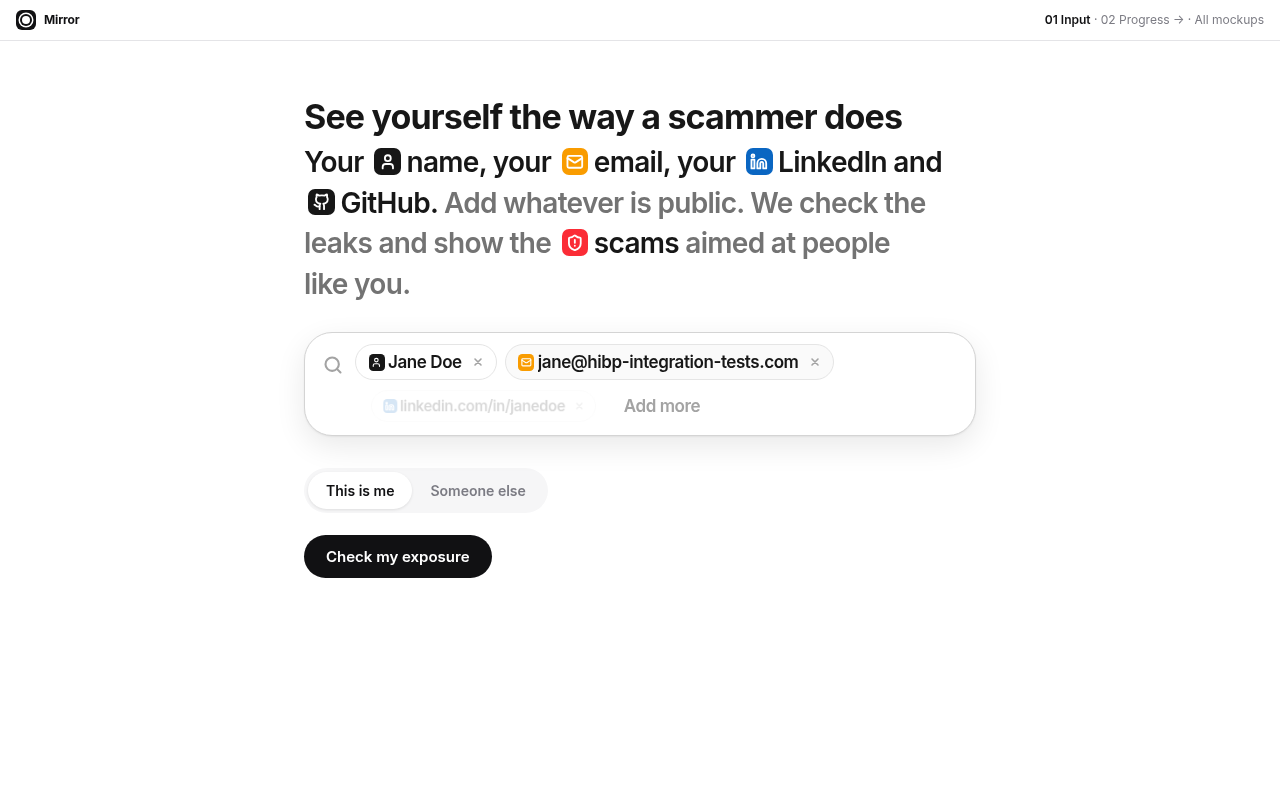 Mirror
01 Input · 02 Progress → · All mockups
See yourself the way a scammer does
Your name, your email, your LinkedIn and
GitHub. Add whatever is public. We check the
leaks and show the scams aimed at people
like you.
Jane Doe × jane@hibp-integration-tests.com ×
linkedin.com/in/janedoe × Add more
This is me Someone else
Check my exposure